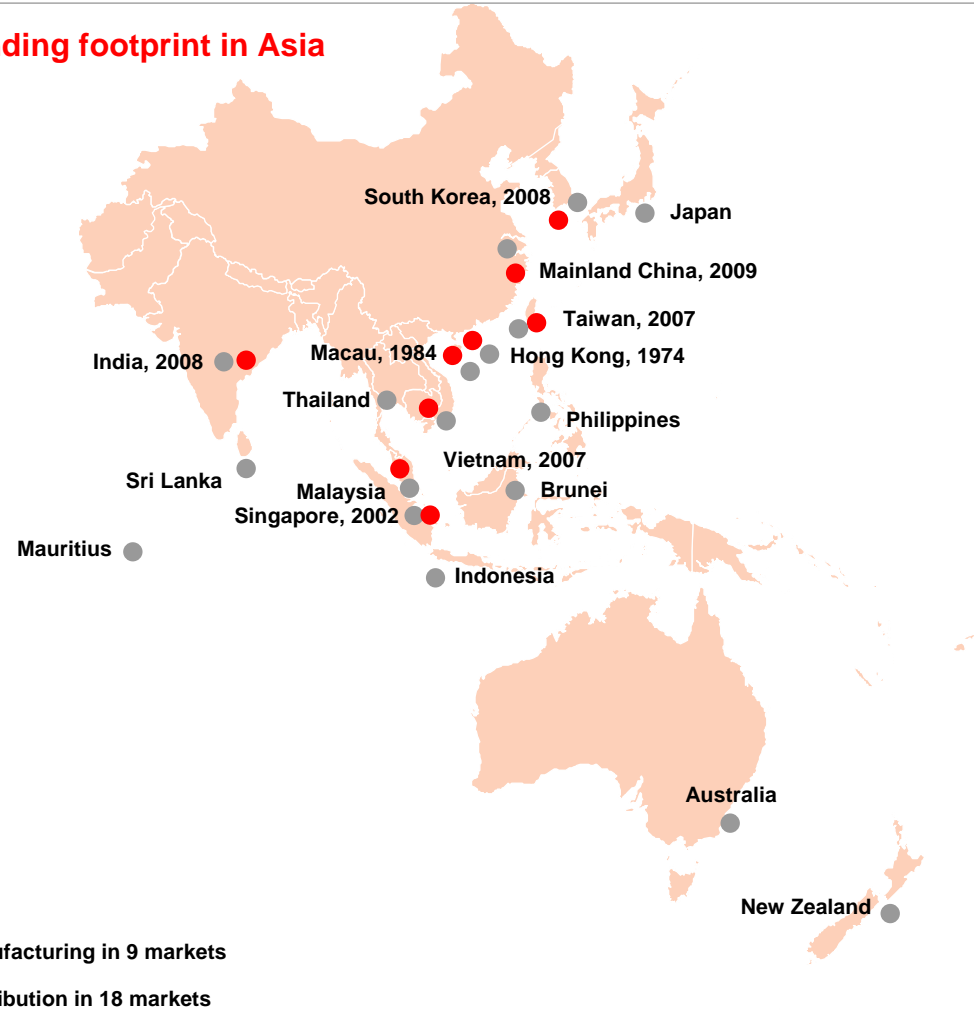 nding footprint in Asia
South Korea, 2008
Japan
Mainland China, 2009
Taiwan, 2007
Macau, 1984
Hong Kong, 1974
India, 2008
Thailand
Philippines
Vietnam, 2007
Sri Lanka
Malaysia
Brunei
Singapore, 2002
Mauritius
Indonesia
Australia
New Zealand
ufacturing in 9 markets
ibution in 18 markets